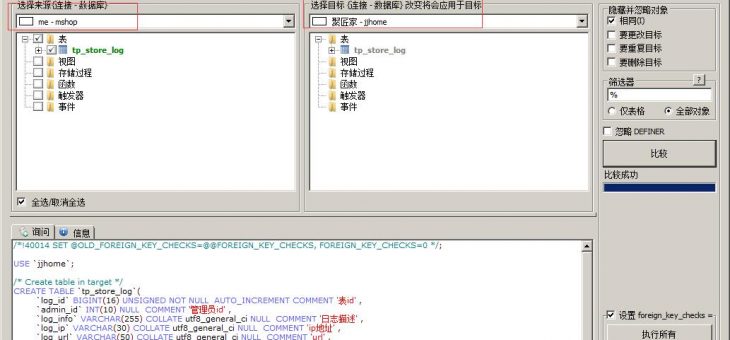 选择来源 (连接 - 数据库)
me - mshop
表
tp_store_log
视图
存储过程
函数
触发器
事件
全选/取消全选
选择目标 (连接 - 数据库) 改变将会应用于目标
聚匠家 - jjhome
表
tp_store_log
视图
存储过程
函数
触发器
事件
隐藏并忽略对象
相同(I)
要更改目标
要重复目标
要删除目标
筛选器
?
%
仅表格
全部对象
忽略 DEFINER
比较
比较成功
询问
信息
/*!40014 SET @OLD_FOREIGN_KEY_CHECKS=@@FOREIGN_KEY_CHECKS, FOREIGN_KEY_CHECKS=0 */;
USE `jjhome`;
/* Create table in target */
CREATE TABLE `tp_store_log`(
`log_id` BIGINT(16) UNSIGNED NOT NULL AUTO_INCREMENT COMMENT '表id' ,
`admin_id` INT(10) NULL COMMENT '管理员id' ,
`log_info` VARCHAR(255) COLLATE utf8_general_ci NULL COMMENT '日志描述' ,
`log_ip` VARCHAR(30) COLLATE utf8_general_ci NULL COMMENT 'ip地址' ,
`log_url` VARCHAR(50) COLLATE utf8_general_ci NULL COMMENT 'url' ,
设置 foreign_key_checks =
执行所有